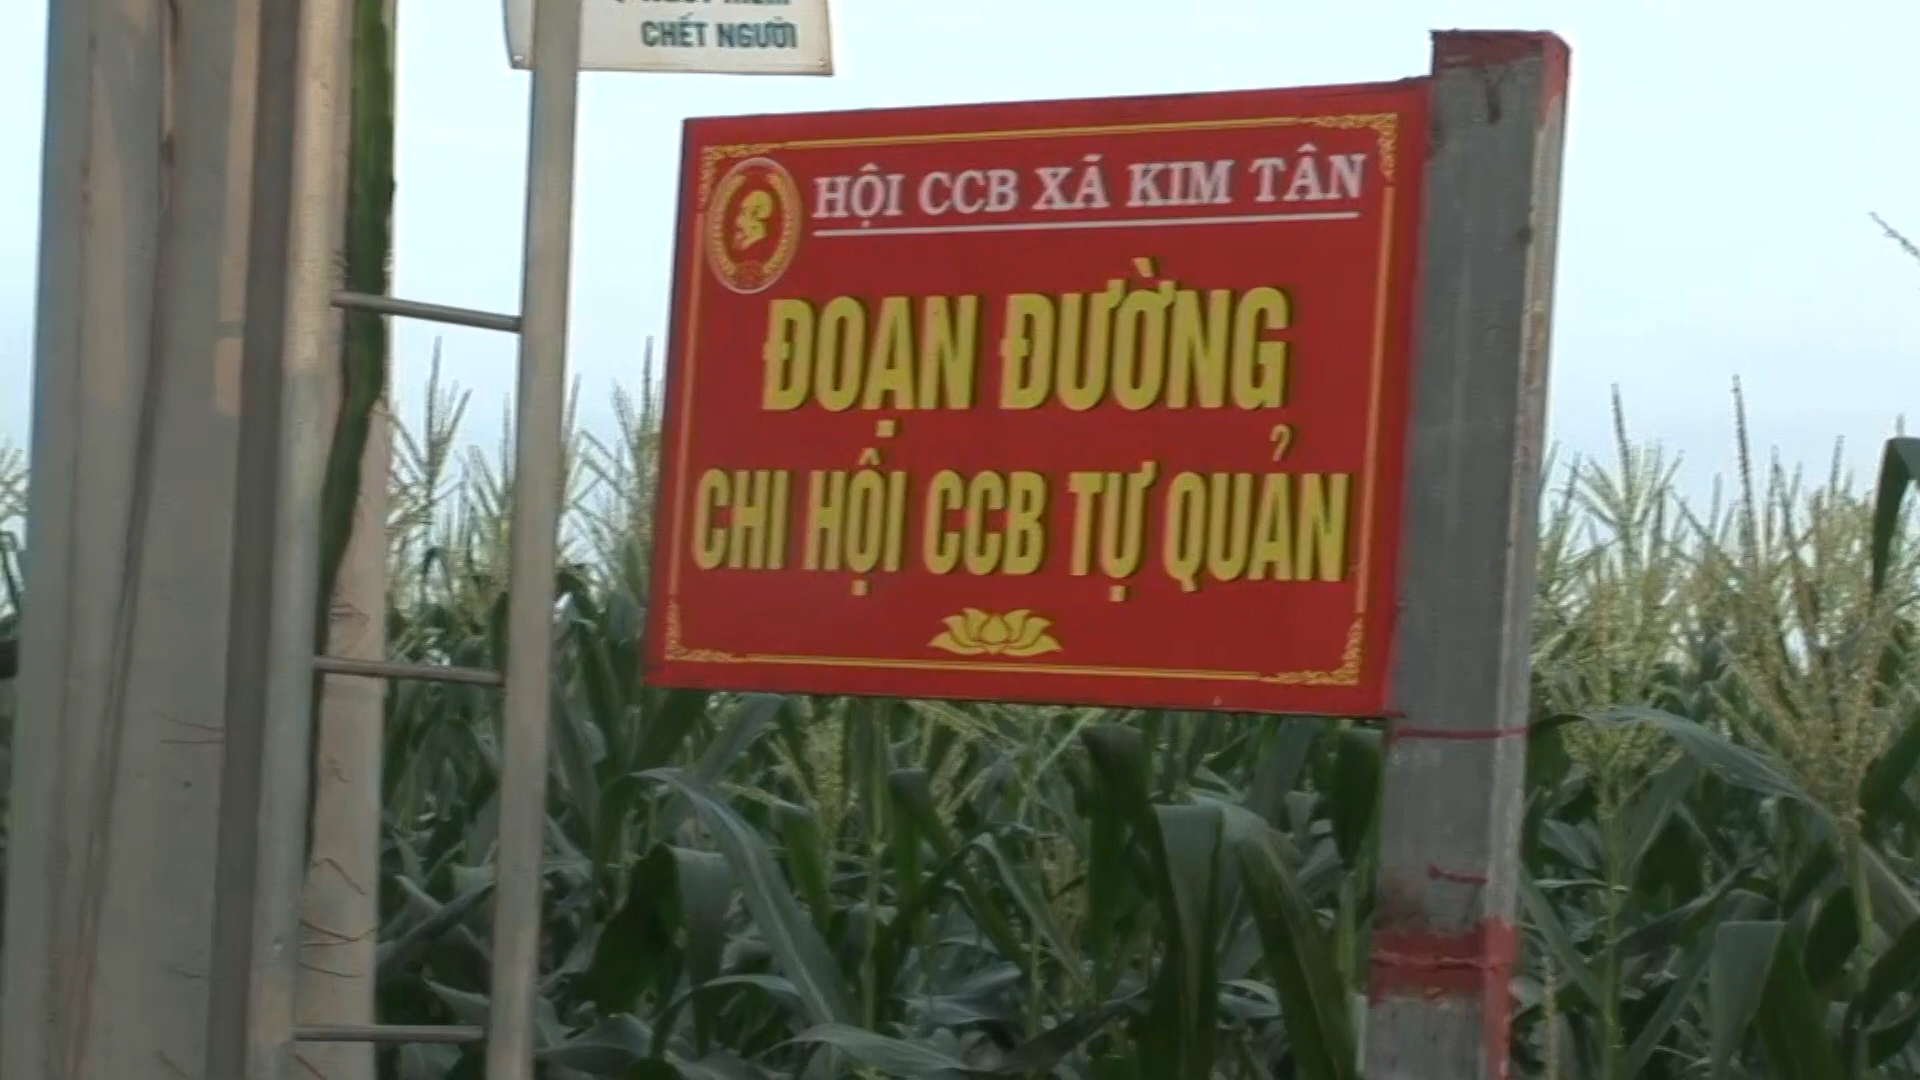 CHẾT NGƯỜI
HỘI CCB XÃ KIM TÂN
ĐOẠN ĐƯỜNG
CHI HỘI CCB TỰ QUẢN